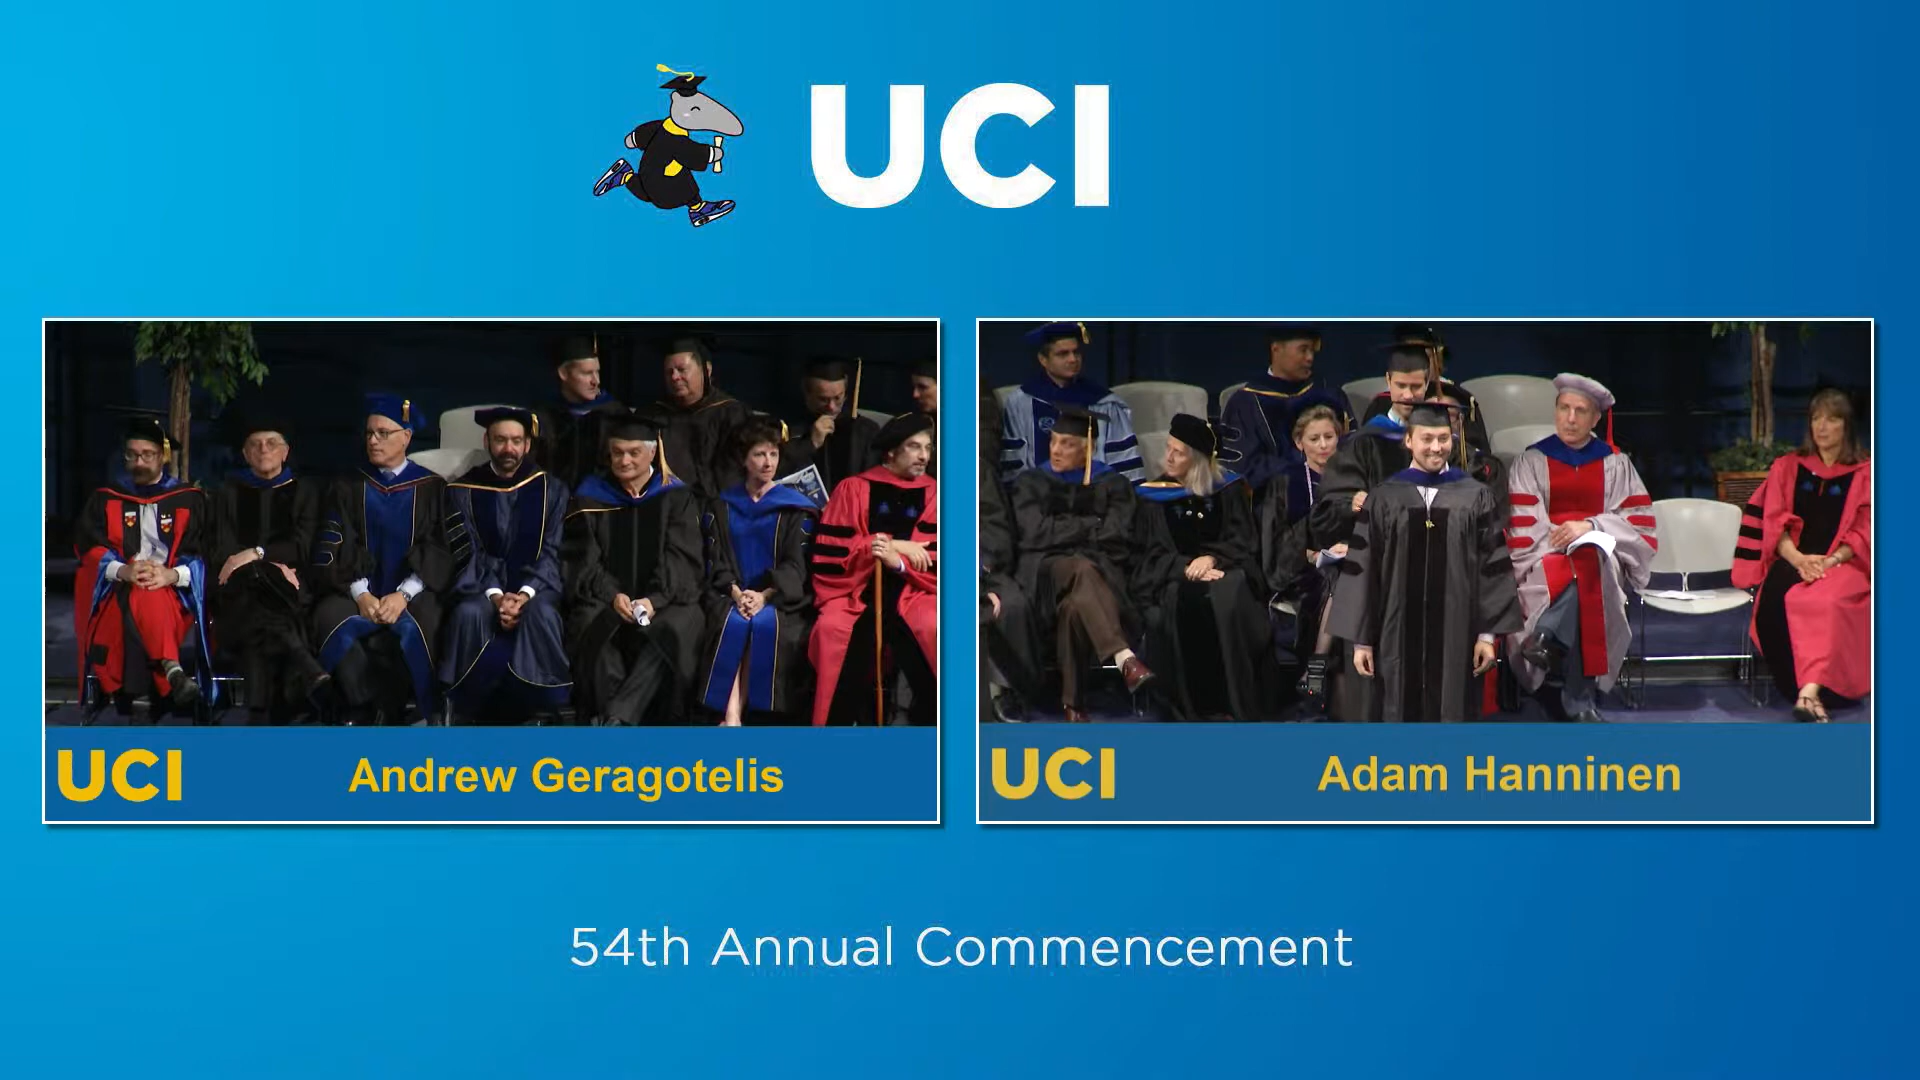 UCI
UCI
Andrew Geragotelis
UCI
Adam Hanninen
54th Annual Commencement